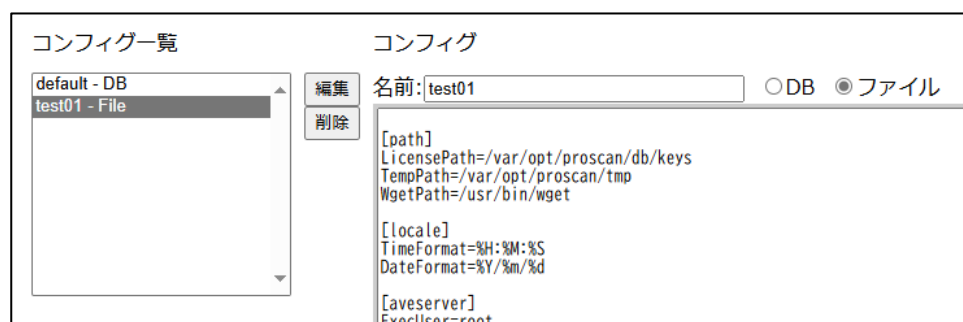 コンフィグ一覧
default - DB
test01 - File
編集
削除
コンフィグ
名前: test01 DB ファイル
[path]
LicensePath=/var/opt/proscan/db/keys
TempPath=/var/opt/proscan/tmp
WgetPath=/usr/bin/wget
[locale]
TimeFormat=%H:%M:%S
DateFormat=%Y/%m/%d
[aveserver]
ExecUser=root